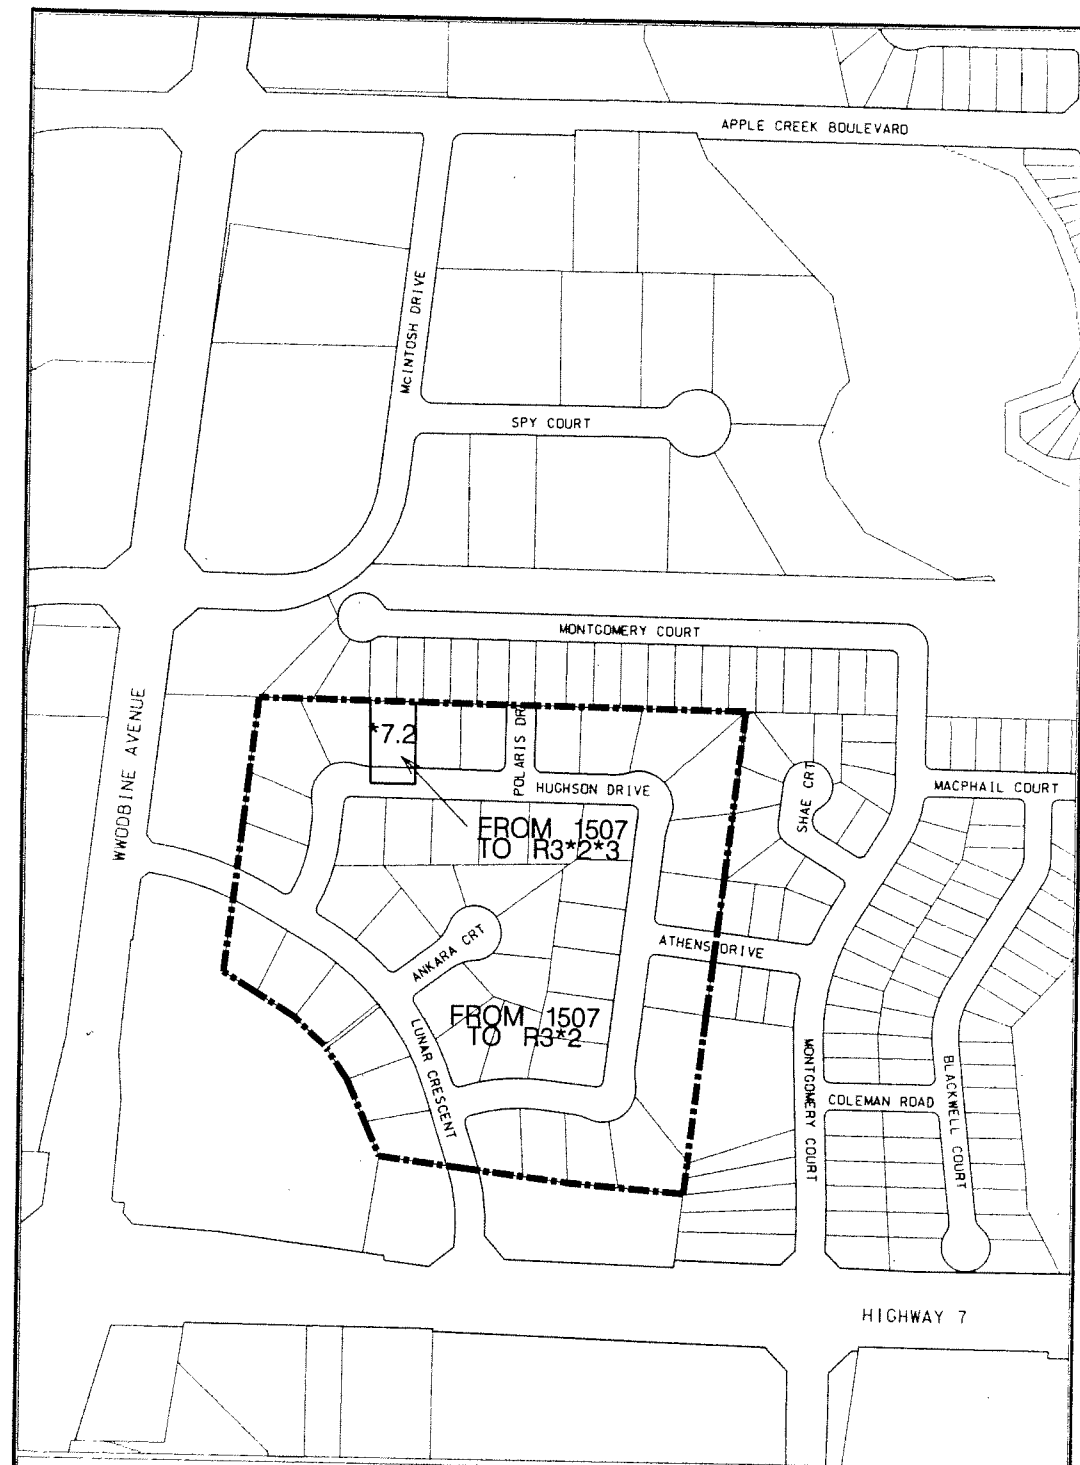 APPLE CREEK BOULEVARD
McINTOSH DRIVE
SPY COURT
MONTGOMERY COURT
WWODBINE AVENUE
*7.2
POLARIS DR
HUGHSON DRIVE
SHAE CRT
MACPHAIL COURT
FROM 1507
TO R3*2*3
ANKARA CRT
ATHENS DRIVE
FROM 1507
TO R3*2
LUNAR CRESCENT
MONTGOMERY COURT
COLEMAN ROAD
BLACKWELL COURT
HIGHWAY 7